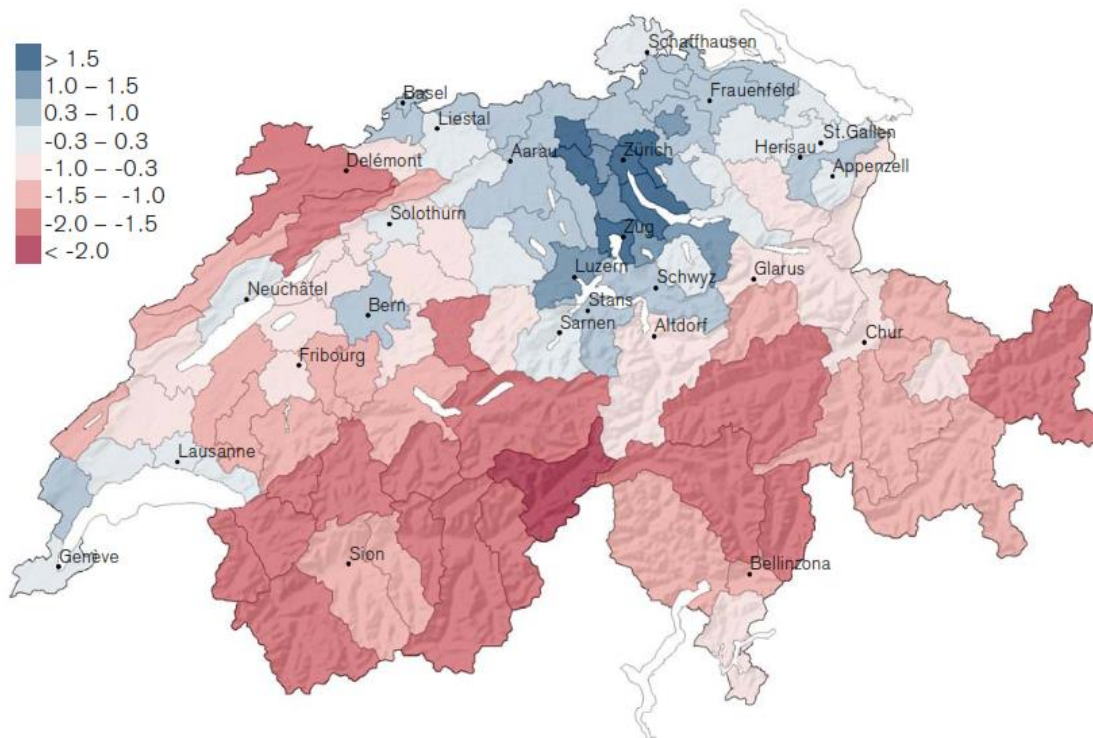 > 1.5
1.0 – 1.5
0.3 – 1.0
-0.3 – 0.3
-1.0 – -0.3
-1.5 – -1.0
-2.0 – -1.5
< -2.0
Schaffhausen
Basel
Frauenfeld
Liestal
St.Gallen
Herisau
Zürich
Aarau
Delémont
Appenzell
Solothurn
Zug
Luzern
Schwyz
Glarus
Neuchâtel
Bern
Stans
Sarnen
Altdorf
Chur
Fribourg
Lausanne
Genève
Sion
Bellinzona